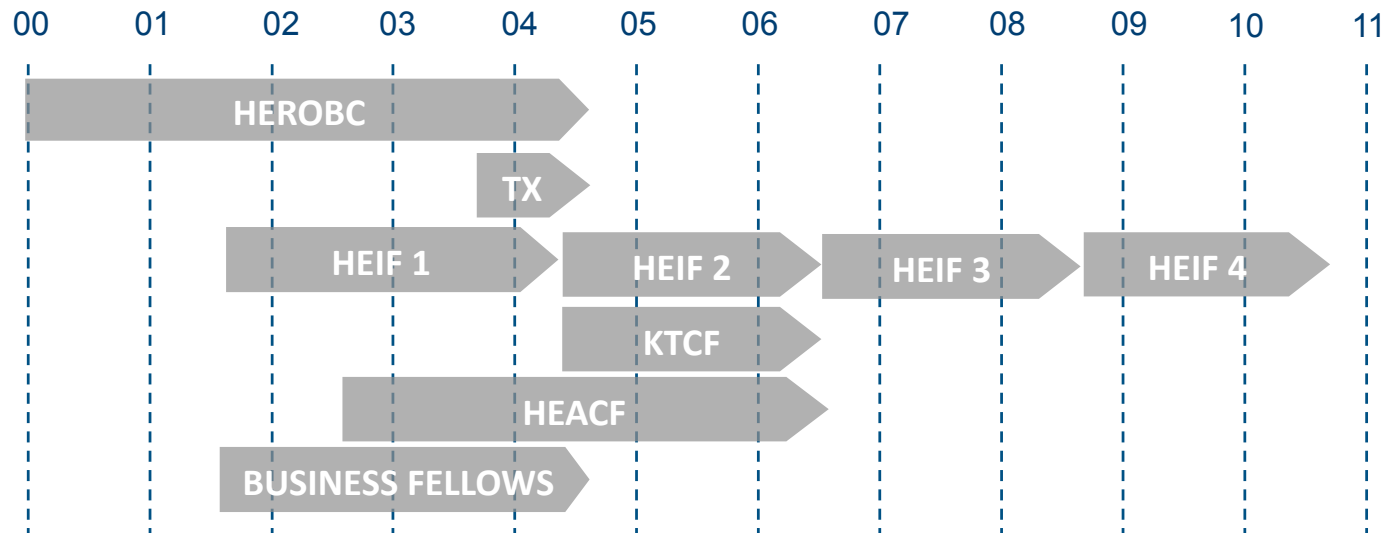 00 01 02 03 04 05 06 07 08 09 10 11
HEROBC
TX
HEIF 1 HEIF 2 HEIF 3 HEIF 4
KTCF
HEACF
BUSINESS FELLOWS